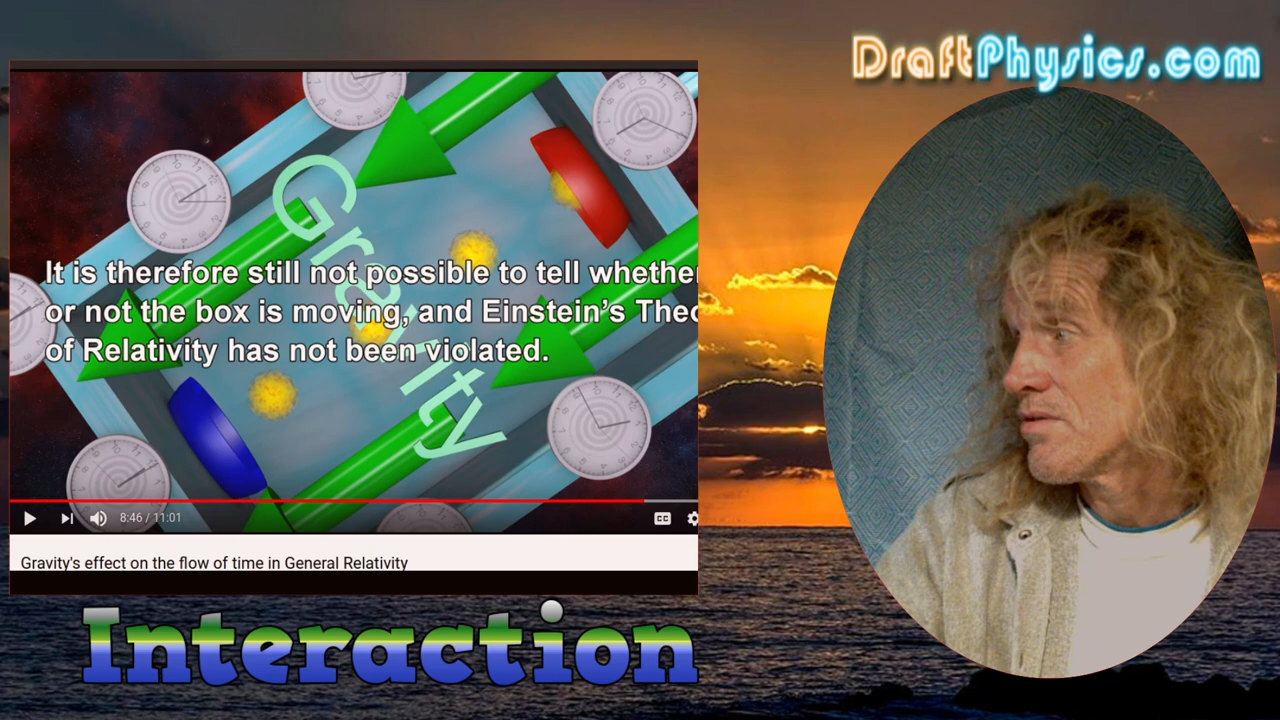 DraftPhysics.com
Gravity
It is therefore still not possible to tell whether
or not the box is moving, and Einstein's Theo
of Relativity has not been violated.
8:46 / 11:01
CC
Gravity's effect on the flow of time in General Relativity
Interaction